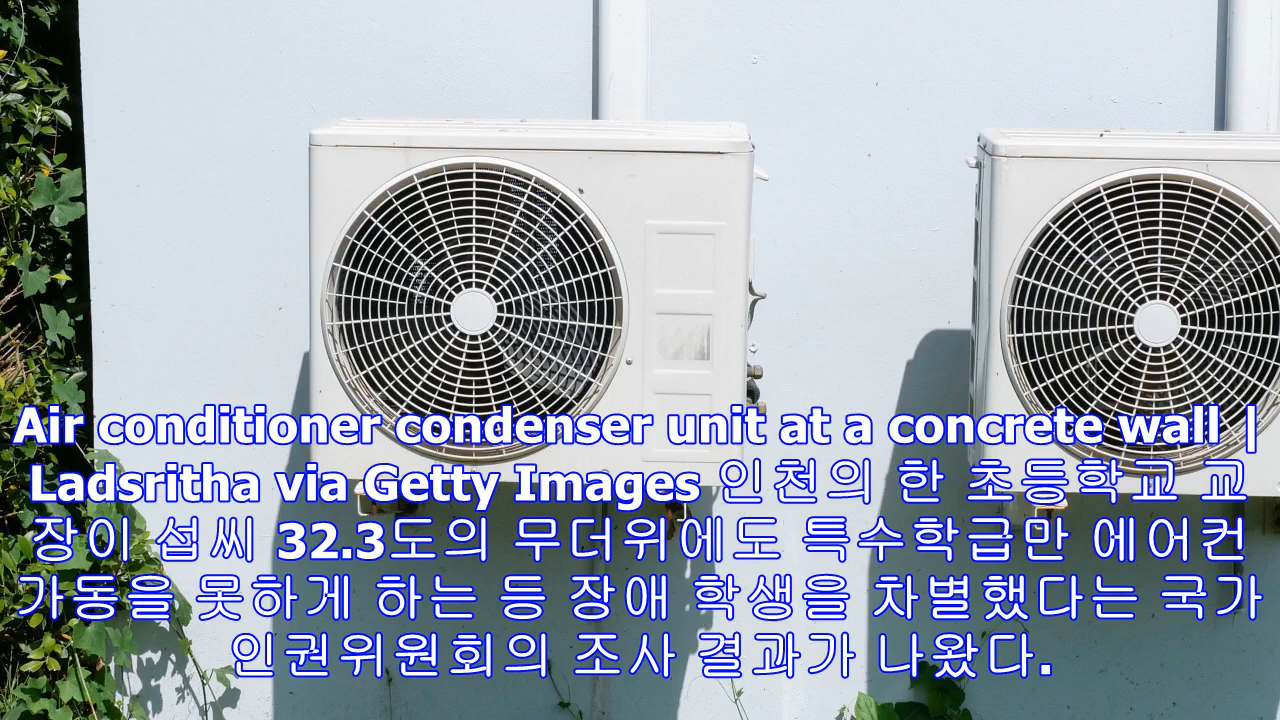 Air conditioner condenser unit at a concrete wall |
Ladsritha via Getty Images 인천의 한 초등학교 교
장이 섭씨 32.3도의 무더위에도 특수학급만 에어컨
가동을 못하게 하는 등 장애 학생을 차별했다는 국가
인권위원회의 조사 결과가 나왔다.